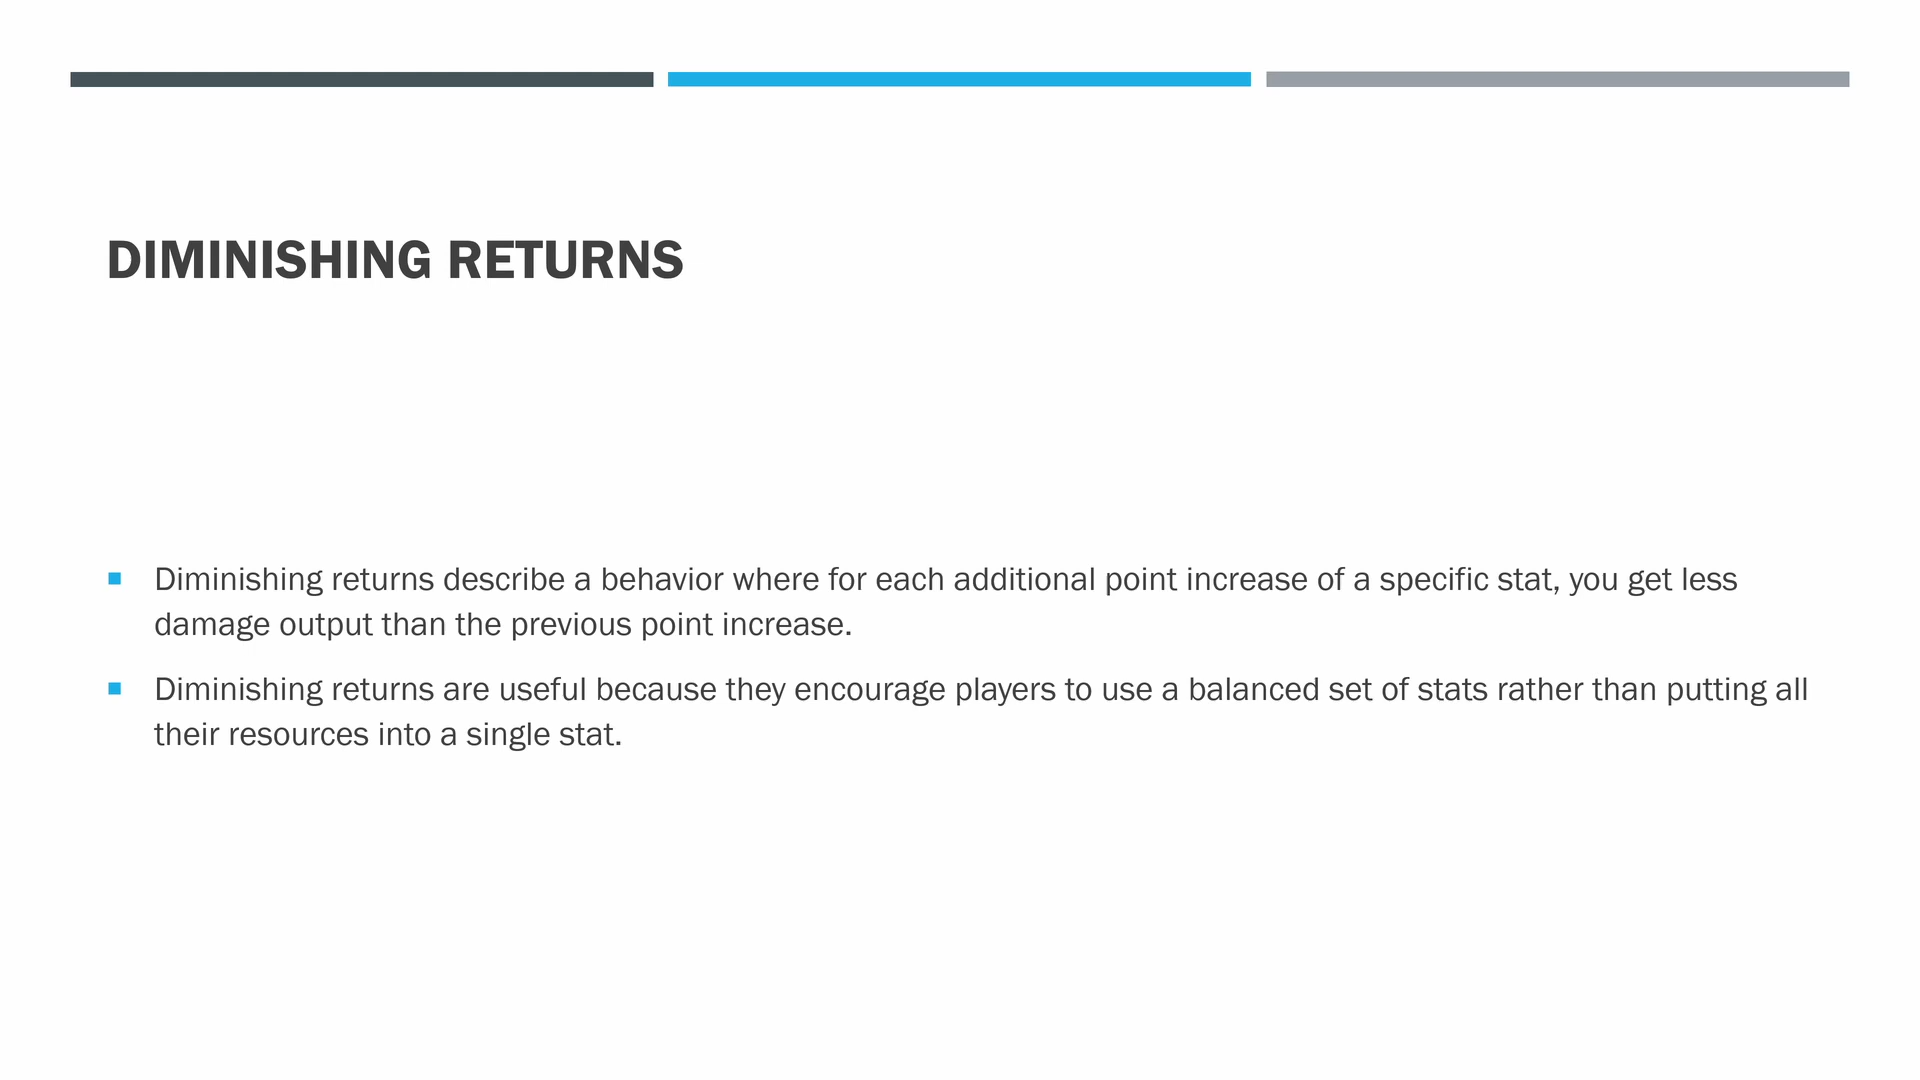 DIMINISHING RETURNS
Diminishing returns describe a behavior where for each additional point increase of a specific stat, you get less
damage output than the previous point increase.
Diminishing returns are useful because they encourage players to use a balanced set of stats rather than putting all
their resources into a single stat.